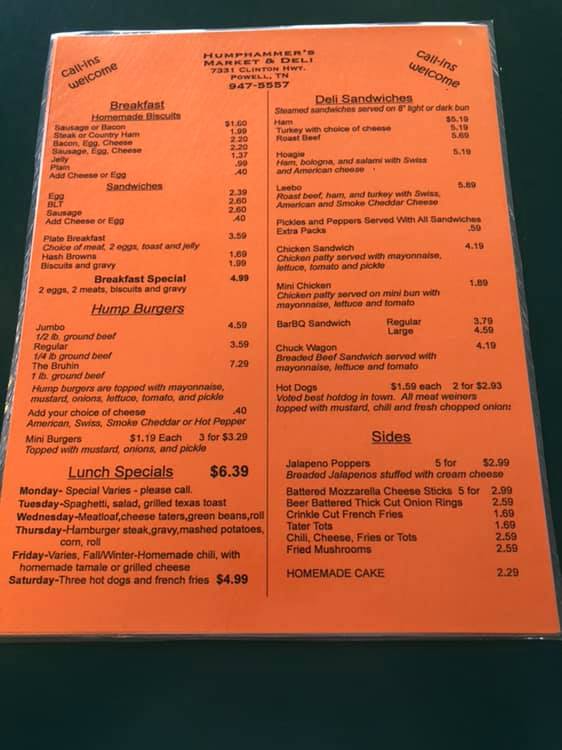 call-ins
welcome
HUMPHAMMER'S
MARKET & DELI
7331 CLINTON HWY.
POWELL, TN
947-5557
call-ins
welcome
Breakfast
Homemade Biscuits
Sausage or Bacon $1.60
Steak or Country Ham 1.99
Bacon, Egg, Cheese 2.20
Sausage, Egg, Cheese 2.20
Jelly 1.37
Plain .99
Add Cheese or Egg .40
Sandwiches
Egg 2.39
BLT 2.60
Sausage 2.60
Add Cheese or Egg .40
Plate Breakfast 3.59
Choice of meat, 2 eggs, toast and jelly
Hash Browns 1.69
Biscuits and gravy 1.99
Breakfast Special 4.99
2 eggs, 2 meats, biscuits and gravy
Hump Burgers
Jumbo 4.59
1/2 lb. ground beef
Regular 3.59
1/4 lb ground beef
The Bruhin 7.29
1 lb. ground beef
Hump burgers are topped with mayonnaise,
mustard, onions, lettuce, tomato, and pickle
Add your choice of cheese .40
American, Swiss, Smoke Cheddar or Hot Pepper
Mini Burgers $1.19 Each 3 for $3.29
Topped with mustard, onions, and pickle
Lunch Specials $6.39
Monday- Special Varies - please call.
Tuesday-Spaghetti, salad, grilled texas toast
Wednesday-Meatloaf,cheese taters,green beans,roll
Thursday-Hamburger steak,gravy,mashed potatoes,
corn, roll
Friday-Varies, Fall/Winter-Homemade chili, with
homemade tamale or grilled cheese
Saturday-Three hot dogs and french fries $4.99
Deli Sandwiches
Steamed sandwiches served on 8" light or dark bun
Ham $5.19
Turkey with choice of cheese 5.19
Roast Beef 5.69
Hoagie 5.19
Ham, bologna, and salami with Swiss
and American cheese
Leebo 5.89
Roast beef, ham, and turkey with Swiss,
American and Smoke Cheddar Cheese
Pickles and Peppers Served With All Sandwiches
Extra Packs .59
Chicken Sandwich 4.19
Chicken patty served with mayonnaise,
lettuce, tomato and pickle
Mini Chicken 1.89
Chicken patty served on mini bun with
mayonnaise, lettuce and tomato
BarBQ Sandwich Regular 3.79
Large 4.59
Chuck Wagon 4.19
Breaded Beef Sandwich served with
mayonnaise, lettuce and tomato
Hot Dogs $1.59 each 2 for $2.93
Voted best hotdog in town. All meat weiners
topped with mustard, chili and fresh chopped onions
Sides
Jalapeno Poppers 5 for $2.99
Breaded Jalapenos stuffed with cream cheese
Battered Mozzarella Cheese Sticks 5 for 2.99
Beer Battered Thick Cut Onion Rings 2.59
Crinkle Cut French Fries 1.69
Tater Tots 1.69
Chili, Cheese, Fries or Tots 2.59
Fried Mushrooms 2.59
HOMEMADE CAKE 2.29